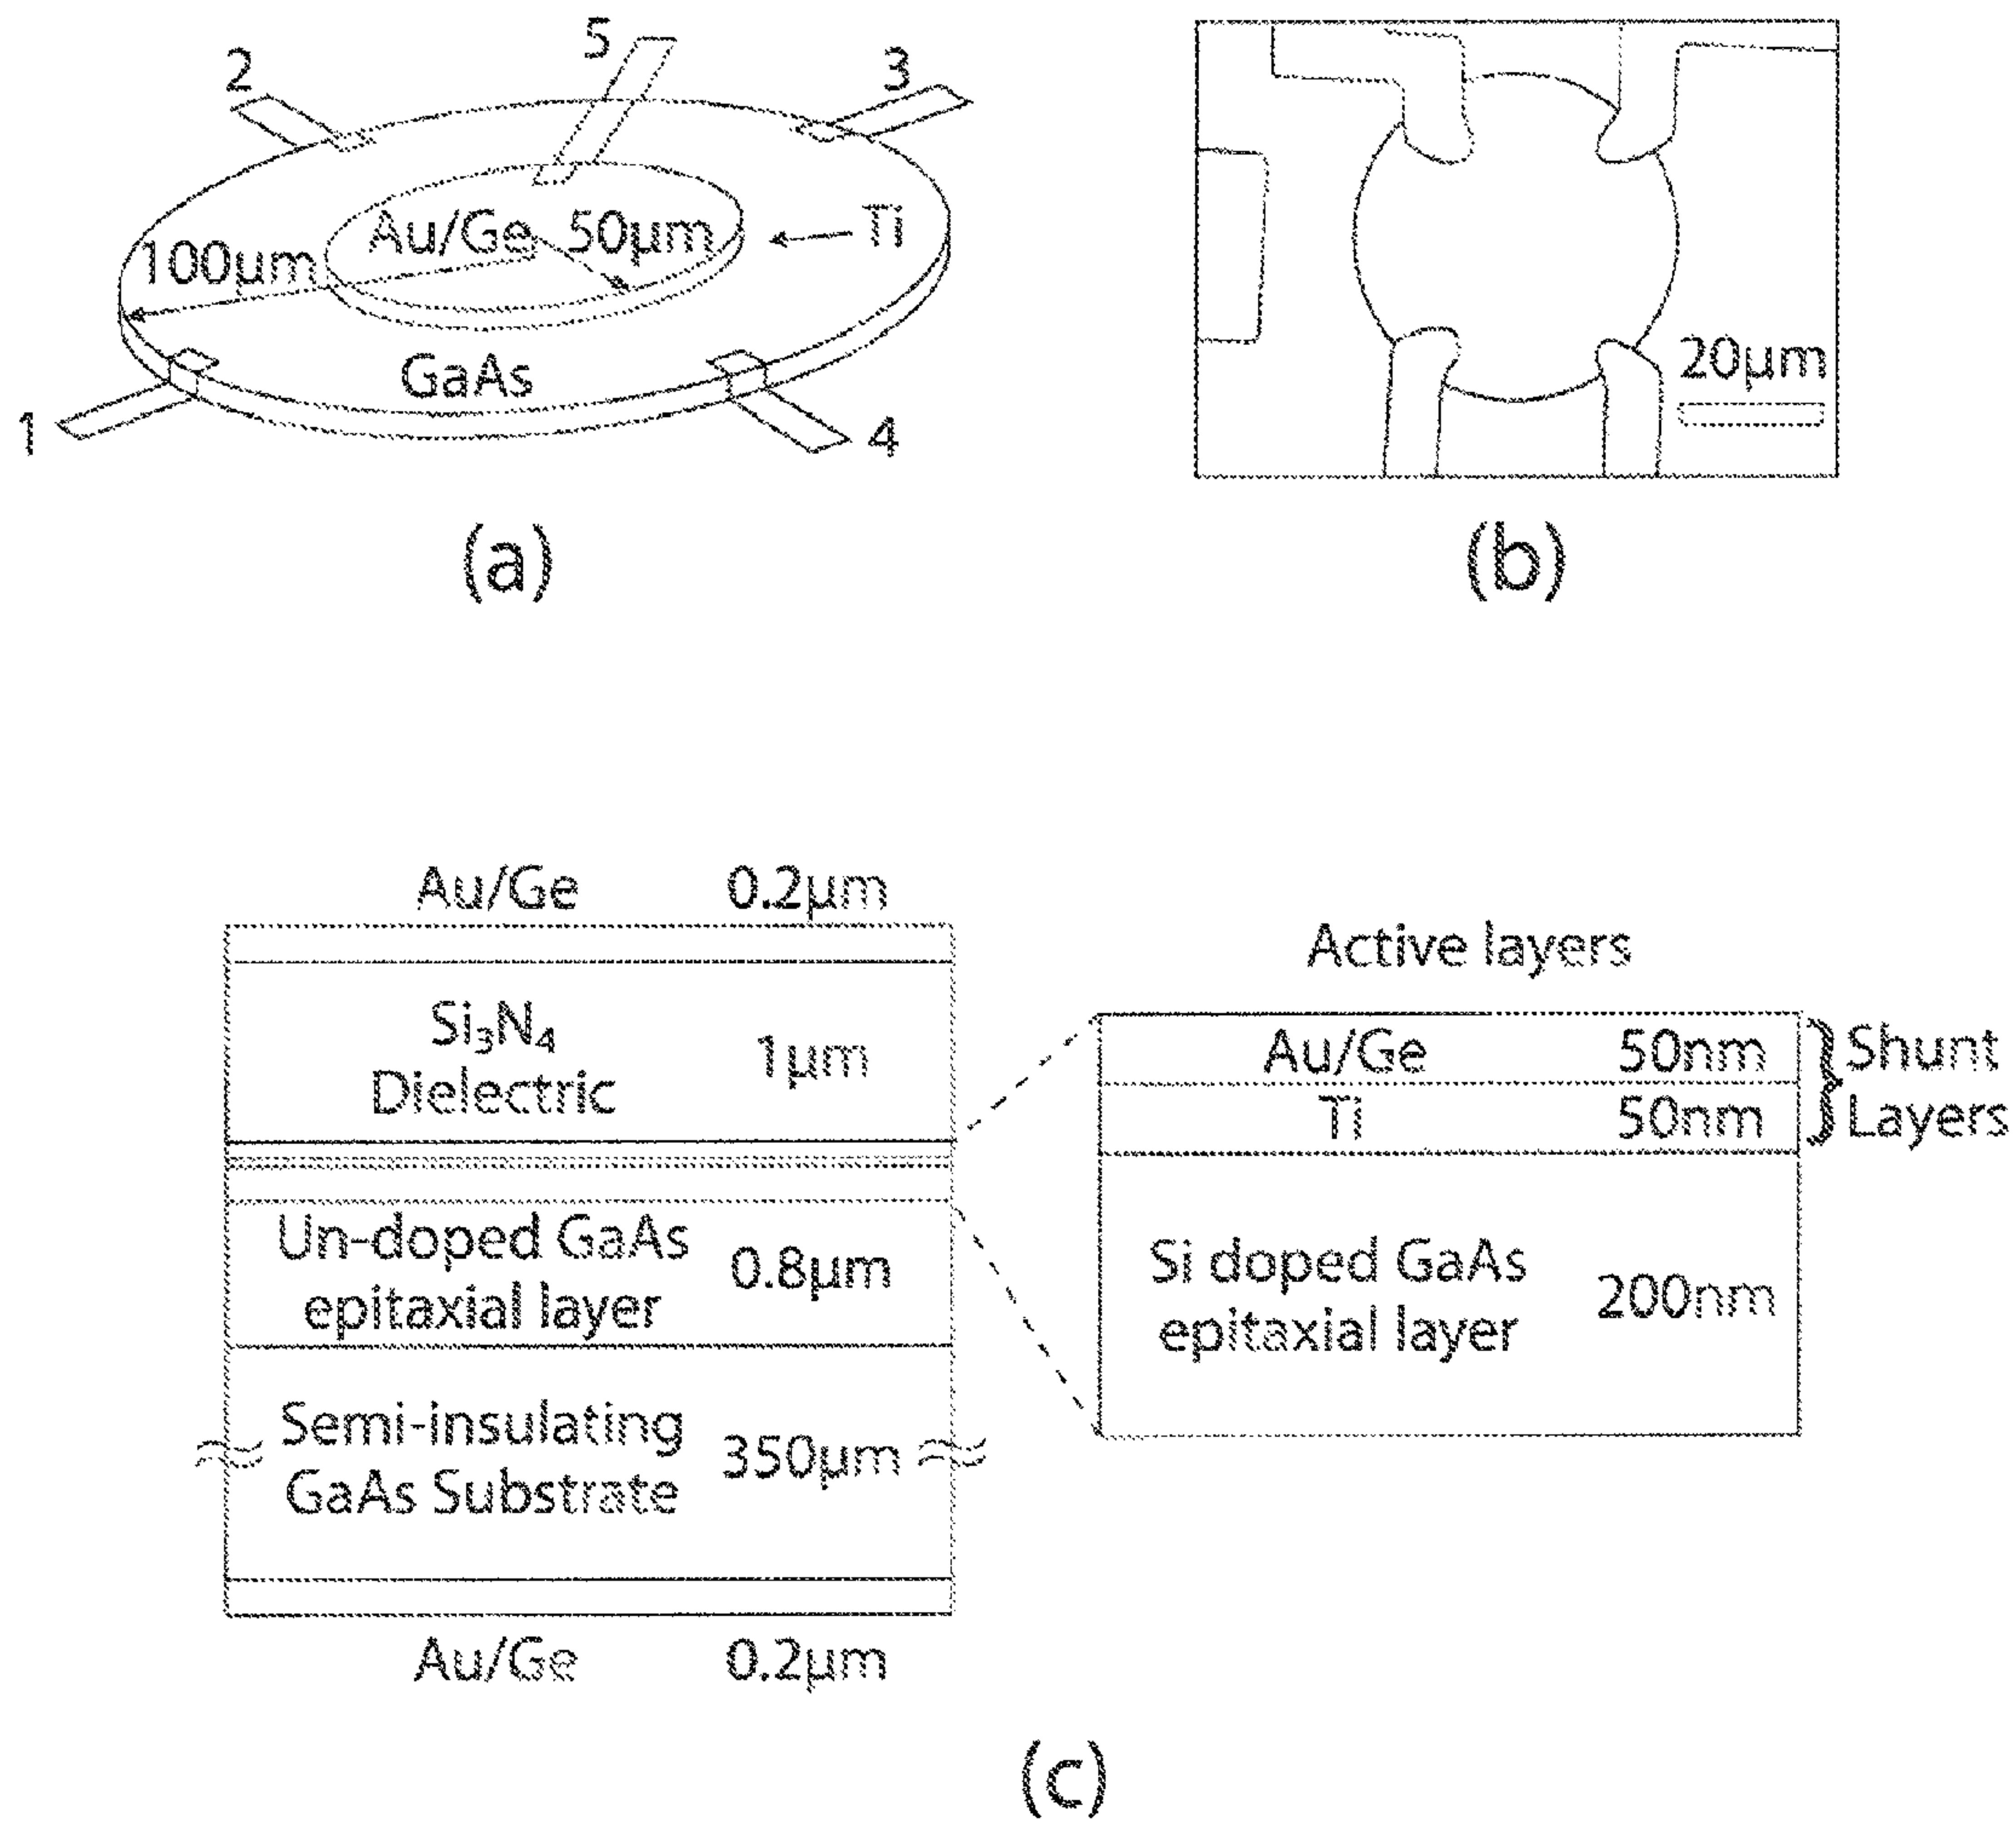 2
5
3
Au/Ge 50µm
Ti
100µm
GaAs
1
4
(a)
20µm
(b)
Au/Ge 0.2µm
Si₃N₄
Dielectric
1µm
Un-doped GaAs
epitaxial layer
0.8µm
Semi-insulating
GaAs Substrate
350µm
Au/Ge 0.2µm
Active layers
Au/Ge 50nm
Ti 50nm
Shunt
Layers
Si doped GaAs
epitaxial layer
200nm
(c)